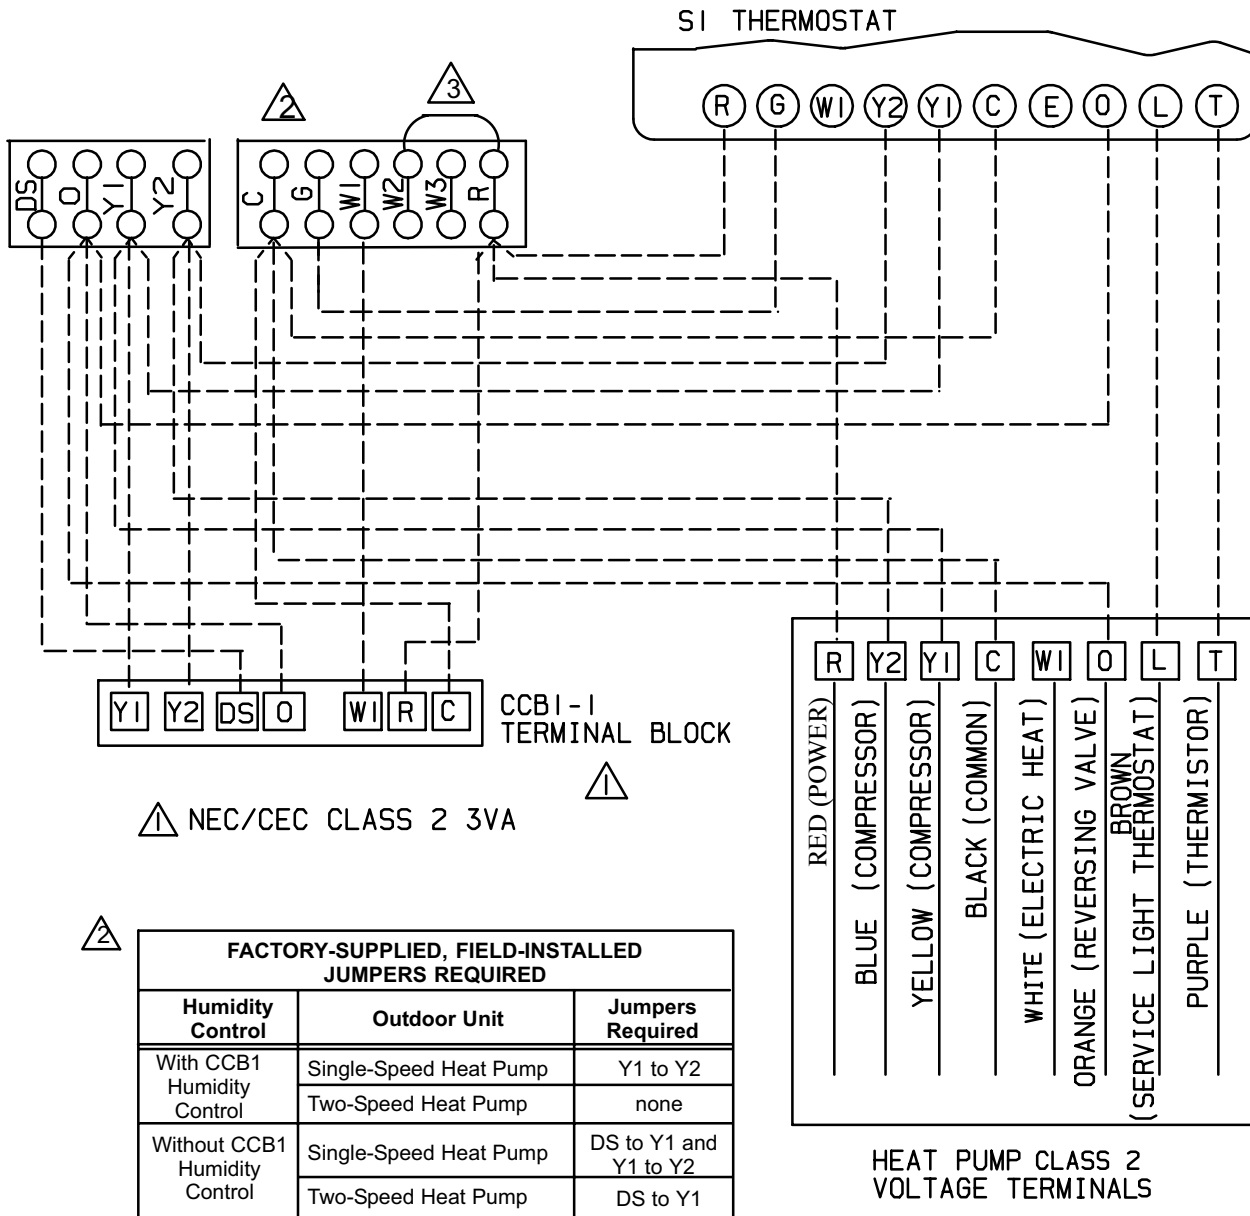 S1 THERMOSTAT
R G W1 Y2 Y1 C E O L T
2
3
DS O Y1 Y2
C G W1 W2 W3 R
R Y2 Y1 C W1 O L T
Y1 Y2 DS O W1 R C
CCB1-1
TERMINAL BLOCK
1
1 NEC/CEC CLASS 2 3VA
RED (POWER)
BLUE (COMPRESSOR)
YELLOW (COMPRESSOR)
BLACK (COMMON)
WHITE (ELECTRIC HEAT)
ORANGE (REVERSING VALVE)
BROWN
(SERVICE LIGHT THERMOSTAT)
PURPLE (THERMISTOR)
HEAT PUMP CLASS 2
VOLTAGE TERMINALS
2
FACTORY-SUPPLIED, FIELD-INSTALLED
JUMPERS REQUIRED
Humidity
Control
Outdoor Unit
Jumpers
Required
With CCB1
Humidity
Control
Single-Speed Heat Pump
Y1 to Y2
Two-Speed Heat Pump
none
Without CCB1
Humidity
Control
Single-Speed Heat Pump
DS to Y1 and
Y1 to Y2
Two-Speed Heat Pump
DS to Y1